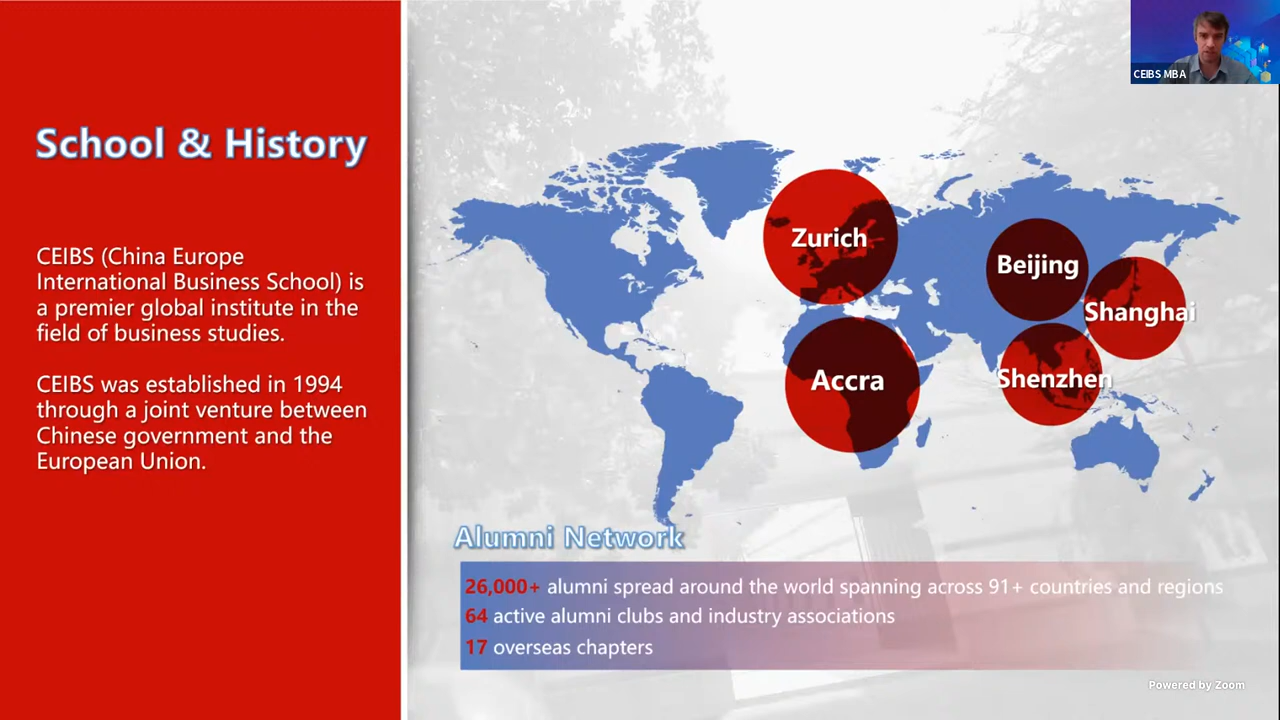 CEIBS MBA
School & History
CEIBS (China Europe
International Business School) is
a premier global institute in the
field of business studies.
CEIBS was established in 1994
through a joint venture between
Chinese government and the
European Union.
Zurich
Beijing
Shanghai
Accra
Shenzhen
Alumni Network
26,000+ alumni spread around the world spanning across 91+ countries and regions
64 active alumni clubs and industry associations
17 overseas chapters
Powered by Zoom